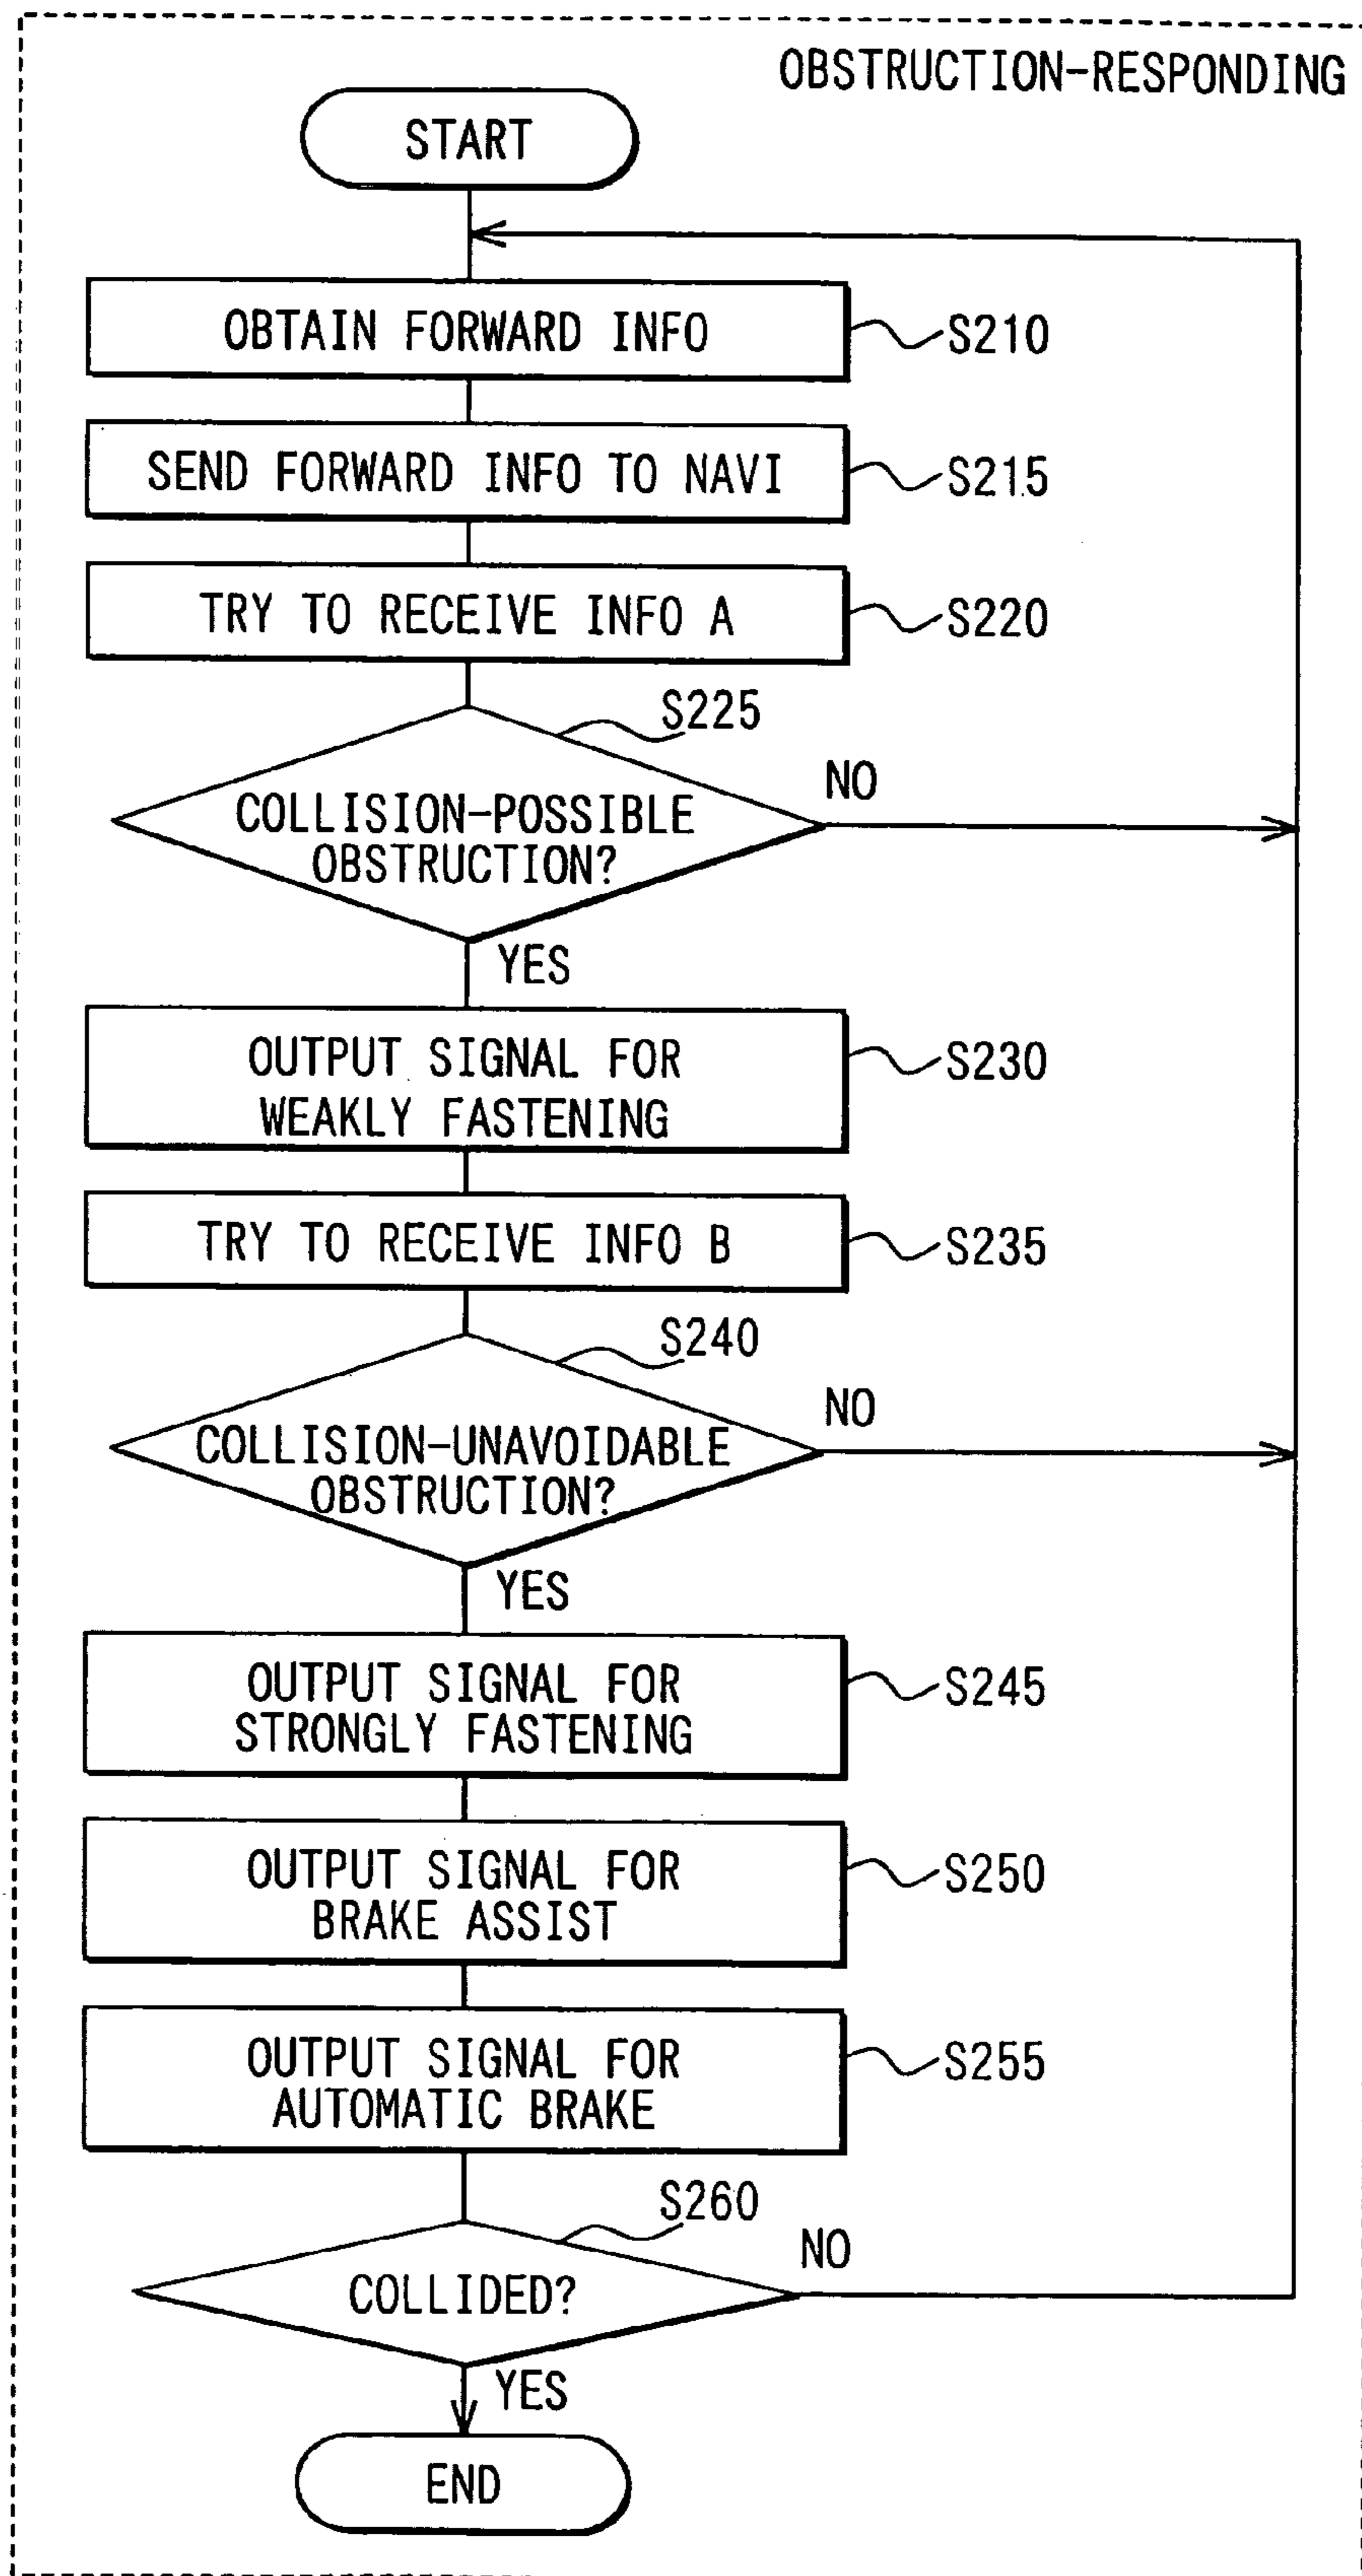 OBSTRUCTION-RESPONDING
START
OBTAIN FORWARD INFO
S210
SEND FORWARD INFO TO NAVI
S215
TRY TO RECEIVE INFO A
S220
S225
COLLISION-POSSIBLE
OBSTRUCTION?
NO
YES
OUTPUT SIGNAL FOR
WEAKLY FASTENING
S230
TRY TO RECEIVE INFO B
S235
S240
COLLISION-UNAVOIDABLE
OBSTRUCTION?
NO
YES
OUTPUT SIGNAL FOR
STRONGLY FASTENING
S245
OUTPUT SIGNAL FOR
BRAKE ASSIST
S250
OUTPUT SIGNAL FOR
AUTOMATIC BRAKE
S255
S260
COLLIDED?
NO
YES
END